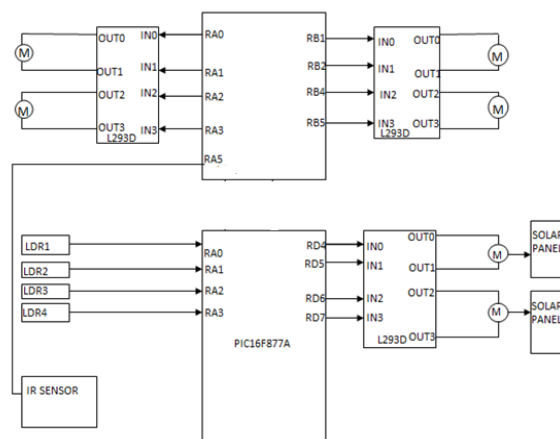 OUT0 IN0 RA0 RB1 IN0 OUT0
M M
OUT1 IN1 RA1 RB2 IN1 OUT1
OUT2 IN2 RA2 RB4 IN2 OUT2
M M
OUT3 IN3 RA3 RB5 IN3 OUT3
L293D L293D
RA5
LDR1 RA0 RD4 IN0 OUT0 SOLAR
PANEL
M
LDR2 RA1 RD5 IN1 OUT1
LDR3 RA2 RD6 IN2 OUT2 SOLAR
PANEL
M
LDR4 RA3 RD7 IN3 OUT3
L293D
PIC16F877A
IR SENSOR